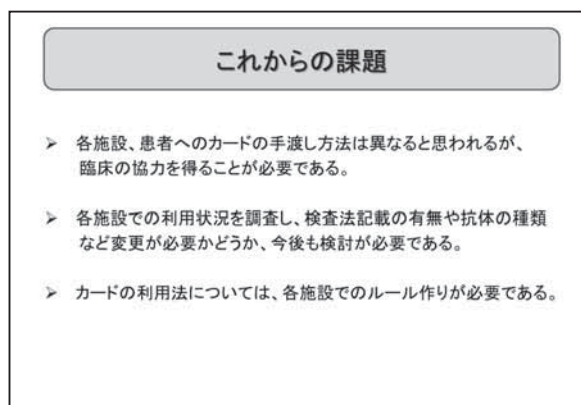 これからの課題
➢ 各施設、患者へのカードの手渡し方法は異なると思われるが、
臨床の協力を得ることが必要である。
➢ 各施設での利用状況を調査し、検査法記載の有無や抗体の種類
など変更が必要かどうか、今後も検討が必要である。
➢ カードの利用法については、各施設でのルール作りが必要である。